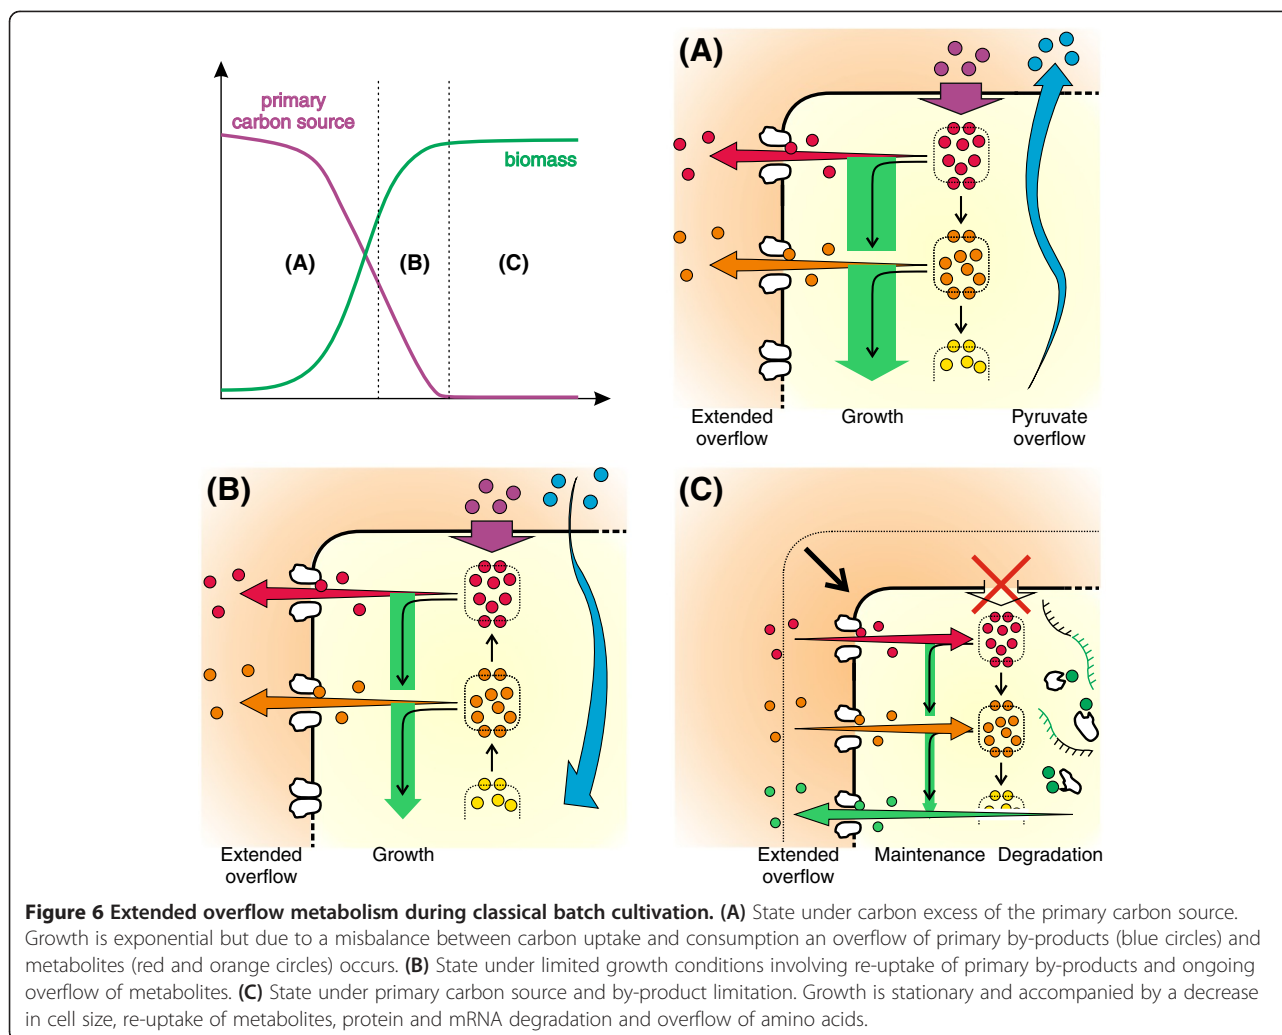 primary
carbon source
biomass
(A)
(B)
(C)
(A)
Extended
overflow
Growth
Pyruvate
overflow
(B)
Extended
overflow
Growth
(C)
Extended
overflow
Maintenance
Degradation
Figure 6 Extended overflow metabolism during classical batch cultivation. (A) State under carbon excess of the primary carbon source.
Growth is exponential but due to a misbalance between carbon uptake and consumption an overflow of primary by-products (blue circles) and
metabolites (red and orange circles) occurs. (B) State under limited growth conditions involving re-uptake of primary by-products and ongoing
overflow of metabolites. (C) State under primary carbon source and by-product limitation. Growth is stationary and accompanied by a decrease
in cell size, re-uptake of metabolites, protein and mRNA degradation and overflow of amino acids.